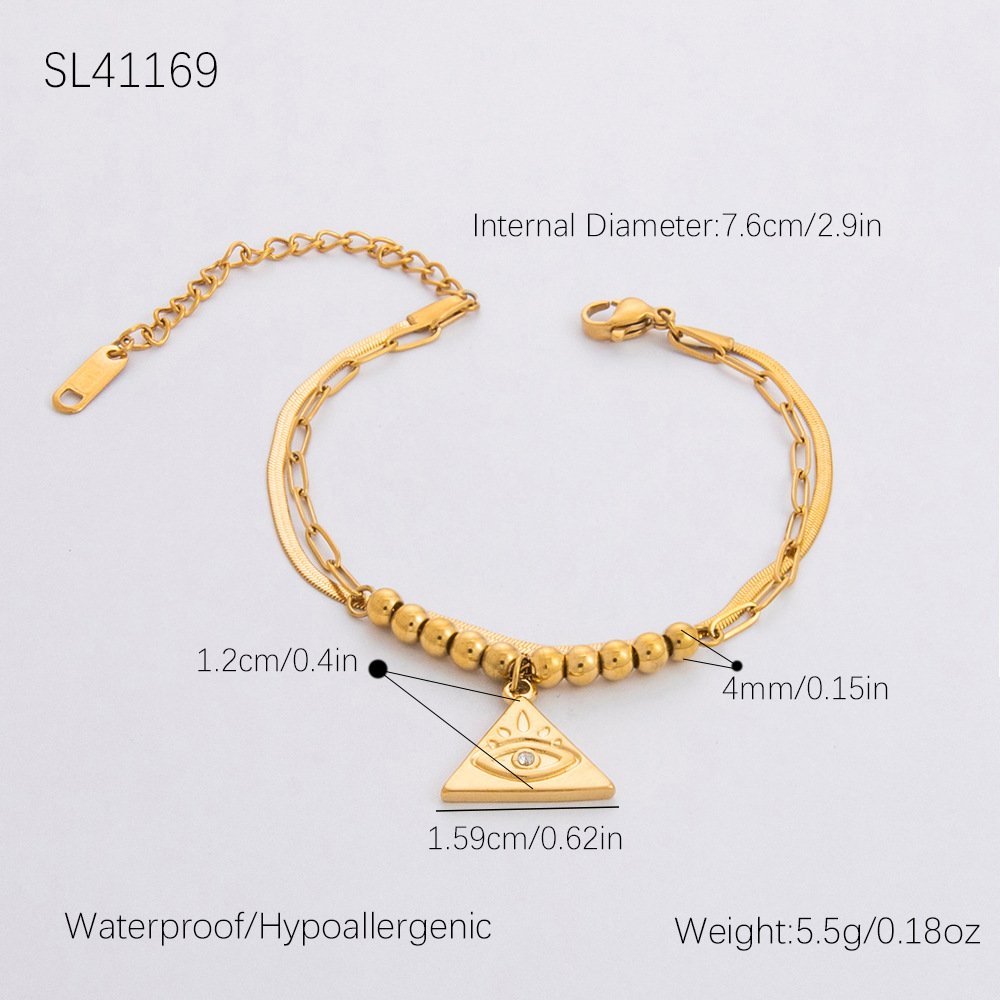 SL41169
Internal Diameter:7.6cm/2.9in
1.2cm/0.4in
4mm/0.15in
1.59cm/0.62in
Waterproof/Hypoallergenic
Weight:5.5g/0.18oz